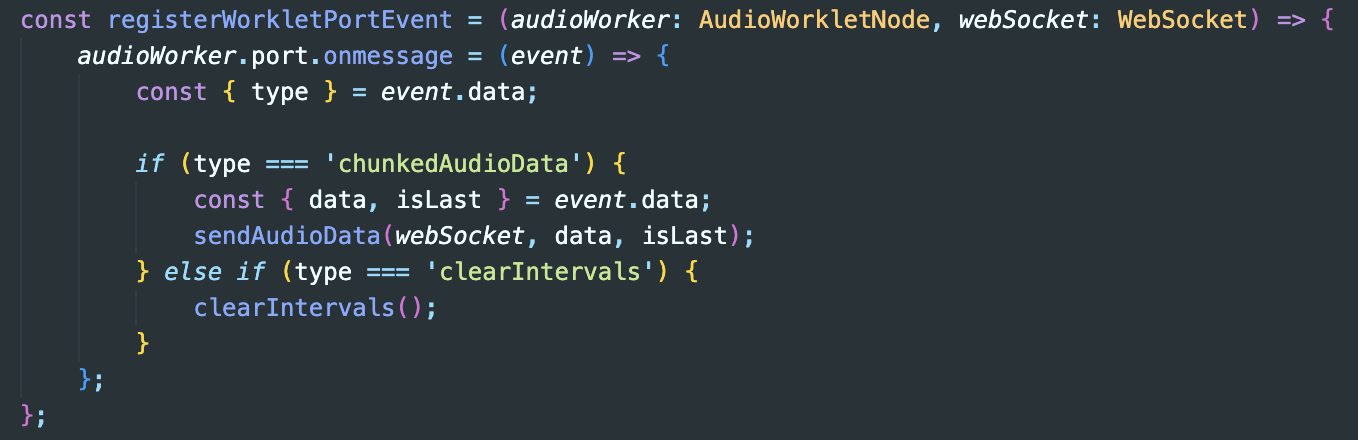 const registerWorkletPortEvent = (audioWorker: AudioWorkletNode, webSocket: WebSocket) => {
    audioWorker.port.onmessage = (event) => {
        const { type } = event.data;

        if (type === 'chunkedAudioData') {
            const { data, isLast } = event.data;
            sendAudioData(webSocket, data, isLast);
        } else if (type === 'clearIntervals') {
            clearIntervals();
        }
    };
};